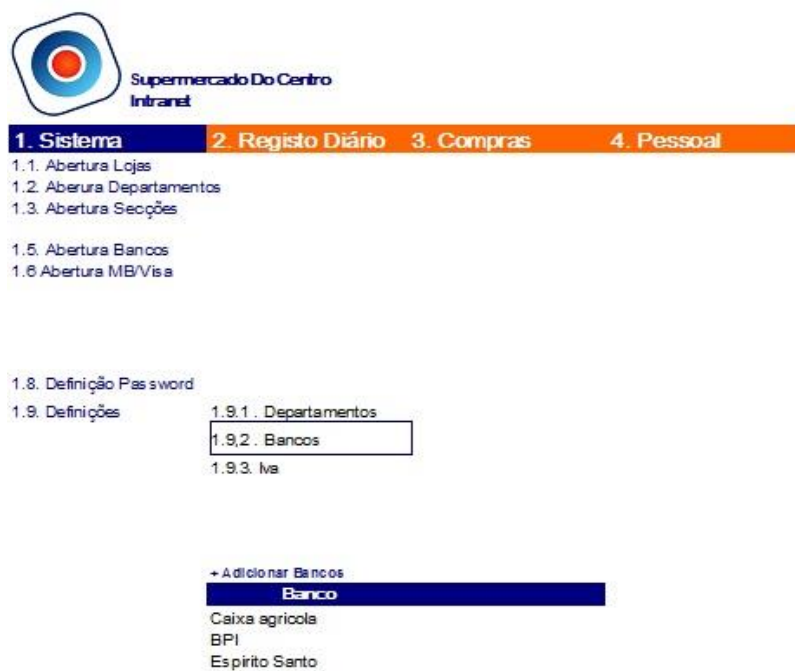 Supermercado Do Centro
Intranet
1. Sistema 2. Registo Diário 3. Compras 4. Pessoal
1.1. Abertura Lojas
1.2. Aberura Departamentos
1.3. Abertura Secções
1.5. Abertura Bancos
1.6 Abertura MB/Visa
1.8. Definição Password
1.9. Definições 1.9.1 . Departamentos
1.9,2 . Bancos
1.9.3. Iva
+ Adicionar Bancos
Banco
Caixa agricola
BPI
Espirito Santo